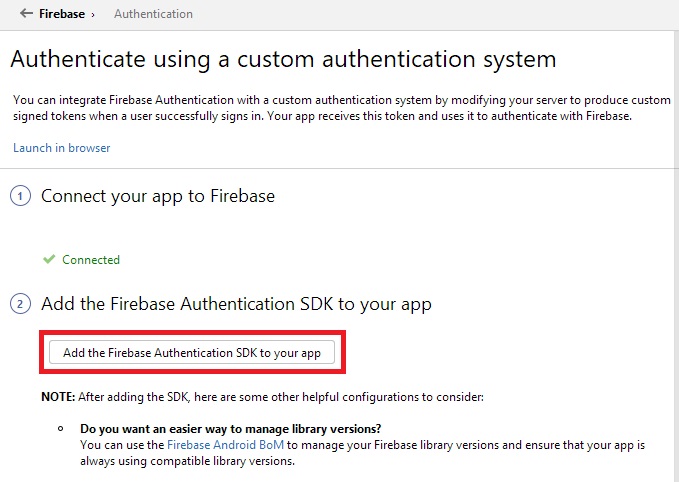 Firebase › Authentication
Authenticate using a custom authentication system
You can integrate Firebase Authentication with a custom authentication system by modifying your server to produce custom
signed tokens when a user successfully signs in. Your app receives this token and uses it to authenticate with Firebase.
Launch in browser
1 Connect your app to Firebase
Connected
2 Add the Firebase Authentication SDK to your app
Add the Firebase Authentication SDK to your app
NOTE: After adding the SDK, here are some other helpful configurations to consider:
Do you want an easier way to manage library versions?
You can use the Firebase Android BoM to manage your Firebase library versions and ensure that your app is
always using compatible library versions.